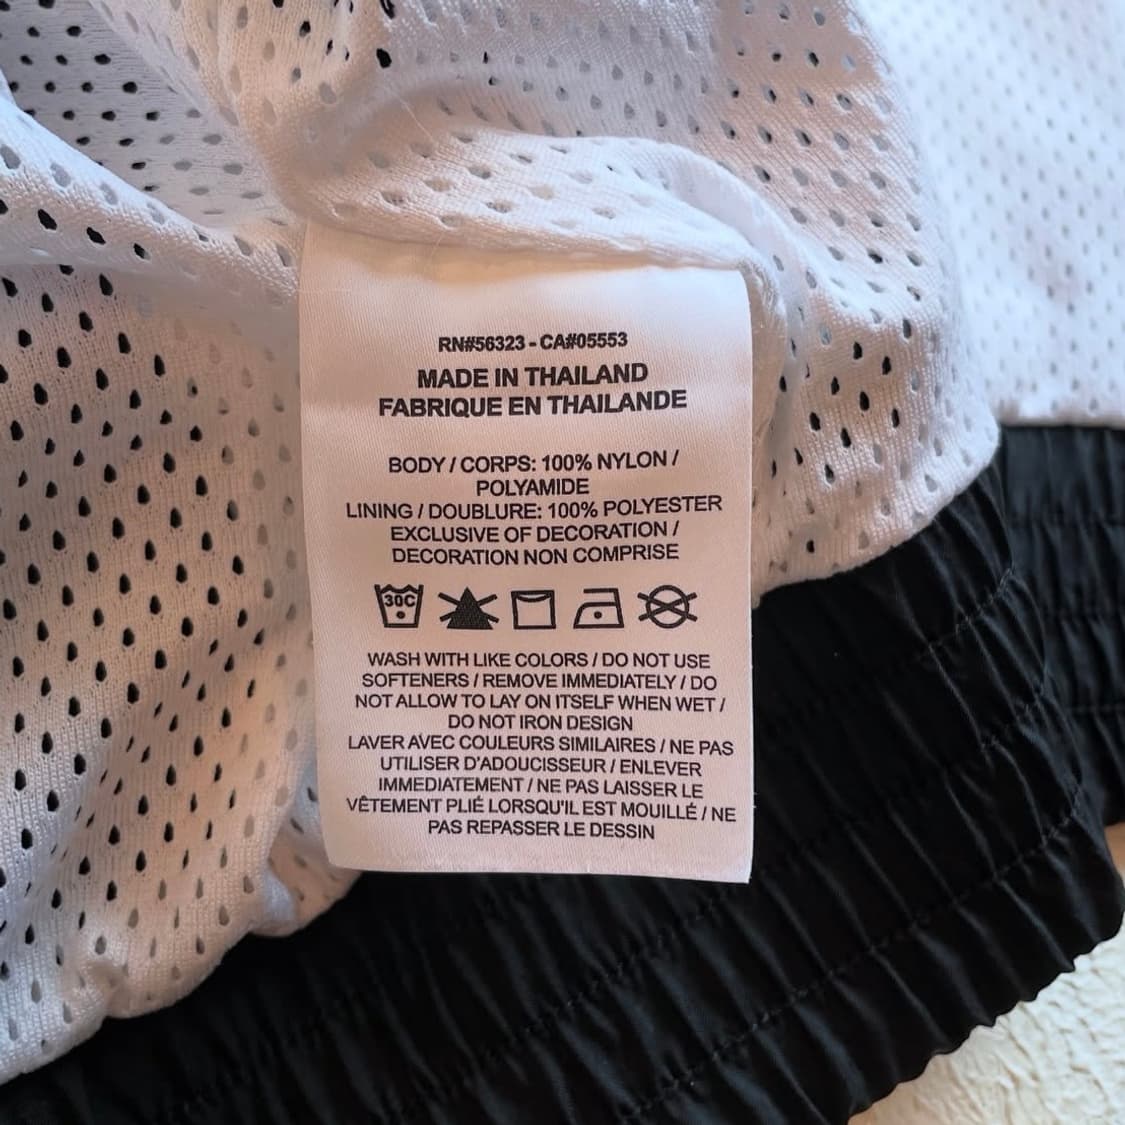 RN#56323 - CA#05553
MADE IN THAILAND
FABRIQUE EN THAILANDE
BODY / CORPS: 100% NYLON /
POLYAMIDE
LINING / DOUBLURE: 100% POLYESTER
EXCLUSIVE OF DECORATION /
DECORATION NON COMPRISE
30C
WASH WITH LIKE COLORS / DO NOT USE
SOFTENERS / REMOVE IMMEDIATELY / DO
NOT ALLOW TO LAY ON ITSELF WHEN WET /
DO NOT IRON DESIGN
LAVER AVEC COULEURS SIMILAIRES / NE PAS
UTILISER D'ADOUCISSEUR / ENLEVER
IMMEDIATEMENT / NE PAS LAISSER LE
VÊTEMENT PLIÉ LORSQU'IL EST MOUILLÉ / NE
PAS REPASSER LE DESSIN